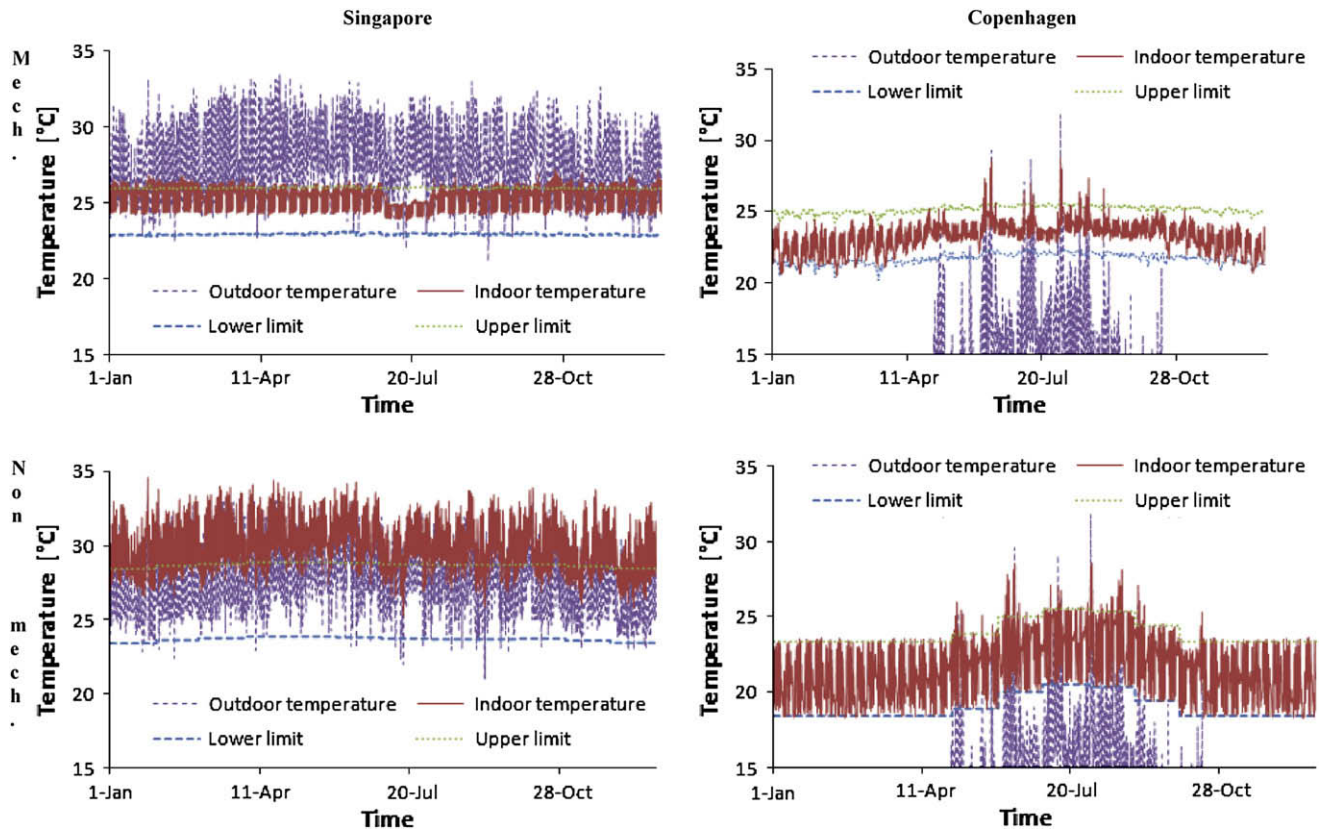 Singapore
Copenhagen
Mech.
Temperature [°C]
35
30
25
20
15
Outdoor temperature
Indoor temperature
Lower limit
Upper limit
1-Jan
11-Apr
20-Jul
28-Oct
Time
Temperature [°C]
35
30
25
20
15
Outdoor temperature
Indoor temperature
Lower limit
Upper limit
1-Jan
11-Apr
20-Jul
28-Oct
Time
Non mech.
Temperature [°C]
35
30
25
20
15
Outdoor temperature
Indoor temperature
Lower limit
Upper limit
1-Jan
11-Apr
20-Jul
28-Oct
Time
Temperature [°C]
35
30
25
20
15
Outdoor temperature
Indoor temperature
Lower limit
Upper limit
1-Jan
11-Apr
20-Jul
28-Oct
Time